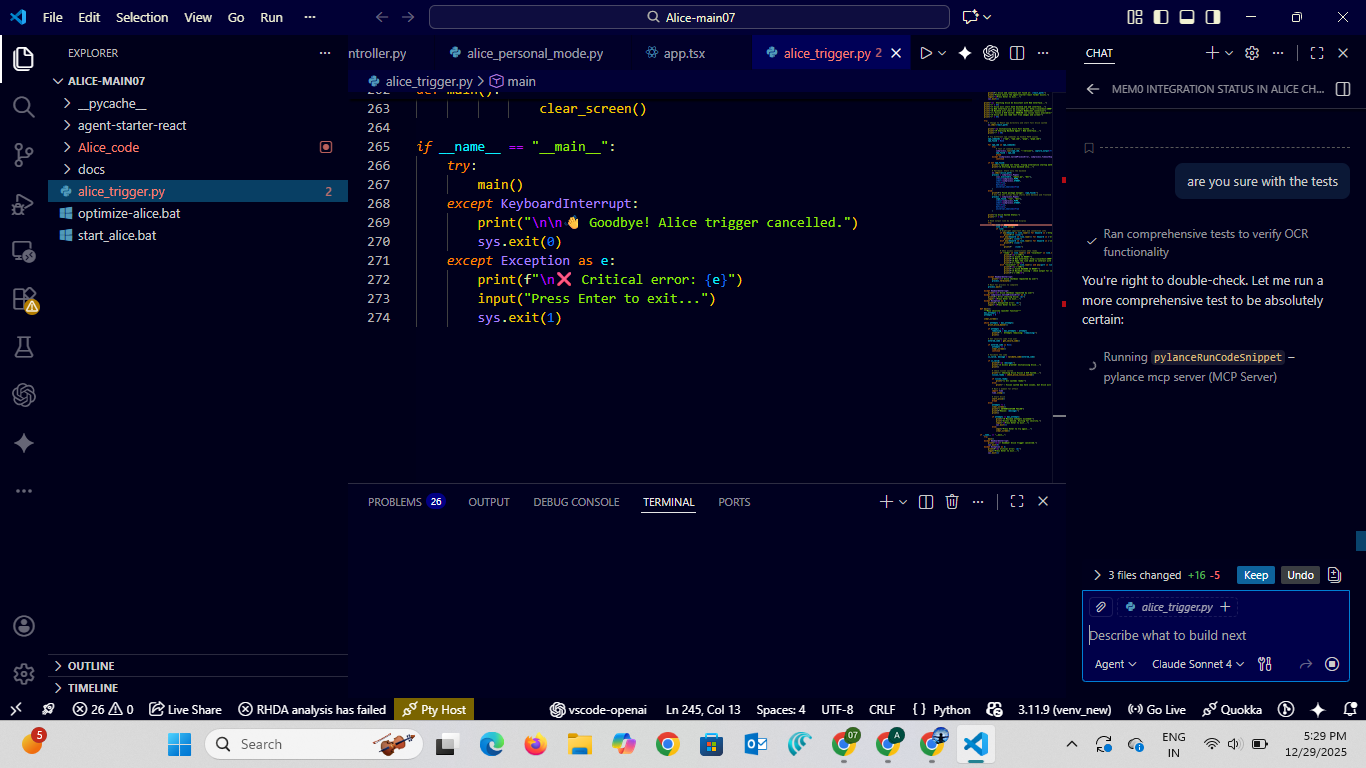 File Edit Selection View Go Run ···
Alice-main07
EXPLORER
ALICE-MAIN07
__pycache__
agent-starter-react
Alice_code
docs
alice_trigger.py 2
optimize-alice.bat
start_alice.bat
OUTLINE
TIMELINE
ntroller.py alice_personal_mode.py app.tsx alice_trigger.py 2
alice_trigger.py > main
262 def main():
263 clear_screen()
264
265 if __name__ == "__main__":
266 try:
267 main()
268 except KeyboardInterrupt:
269 print("\n\n👋 Goodbye! Alice trigger cancelled.")
270 sys.exit(0)
271 except Exception as e:
272 print(f"\n❌ Critical error: {e}")
273 input("Press Enter to exit...")
274 sys.exit(1)
PROBLEMS 26 OUTPUT DEBUG CONSOLE TERMINAL PORTS
CHAT
MEM0 INTEGRATION STATUS IN ALICE CH...
are you sure with the tests
Ran comprehensive tests to verify OCR
functionality
You're right to double-check. Let me run a
more comprehensive test to be absolutely
certain:
Running pylanceRunCodeSnippet –
pylance mcp server (MCP Server)
3 files changed +16 -5 Keep Undo
alice_trigger.py
Describe what to build next
Agent Claude Sonnet 4
26 0 Live Share RHDA analysis has failed Pty Host vscode-openai Ln 245, Col 13 Spaces: 4 UTF-8 CRLF {} Python 3.11.9 (venv_new) Go Live Quokka
5
Search
07
A
ENG
IN
5:29 PM
12/29/2025